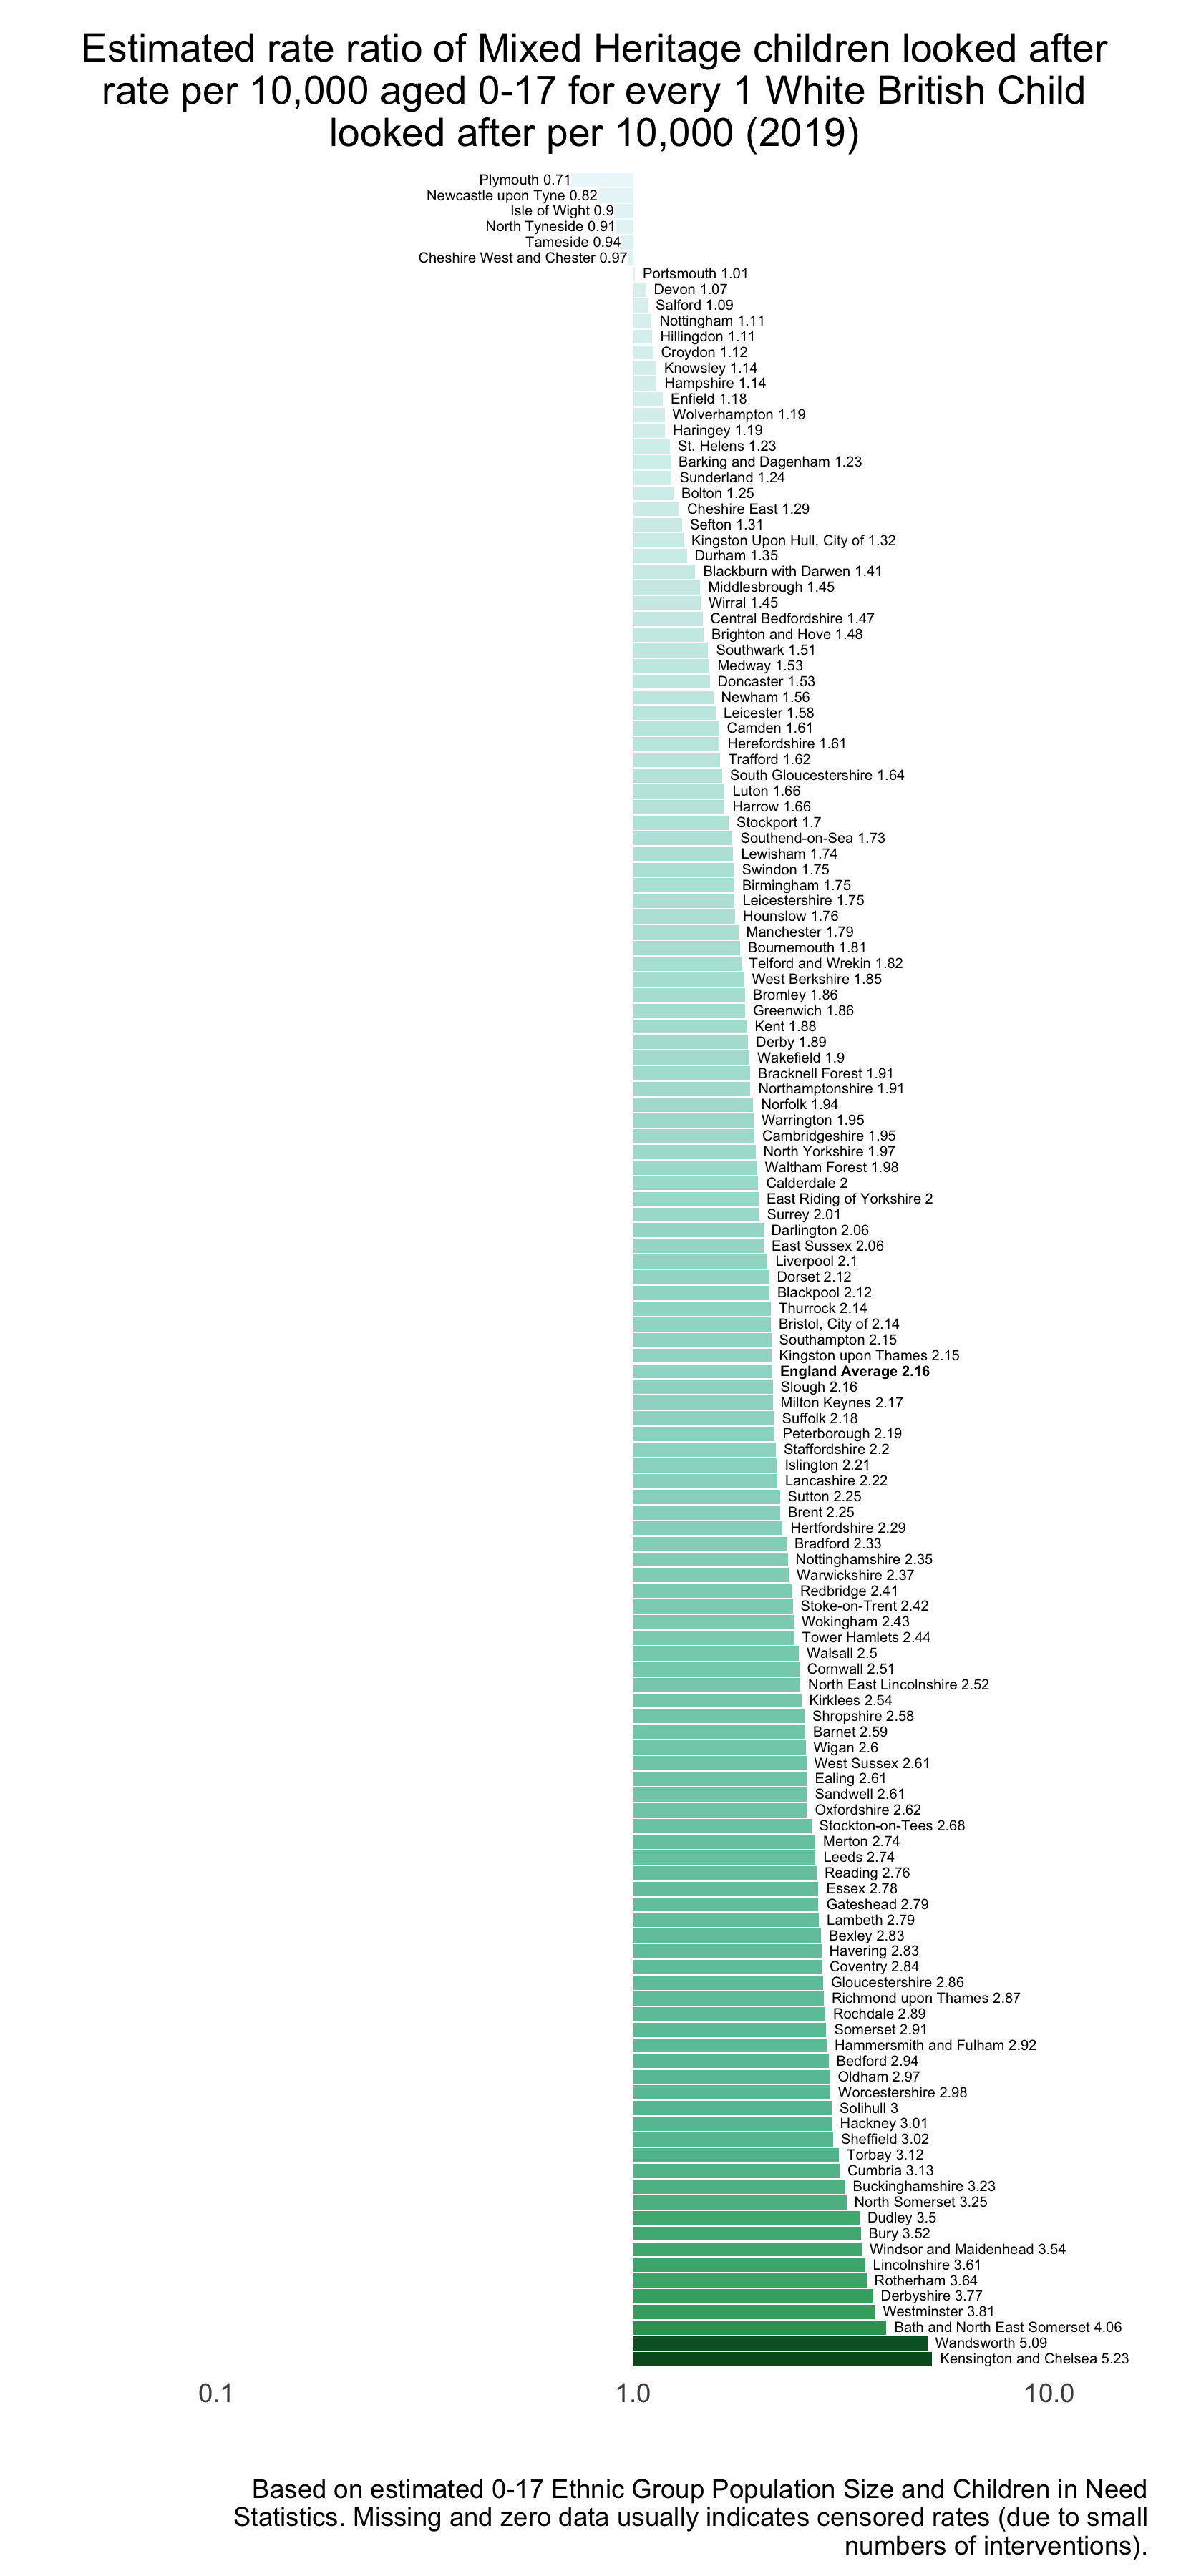 Estimated rate ratio of Mixed Heritage children looked after
rate per 10,000 aged 0-17 for every 1 White British Child
looked after per 10,000 (2019)
Plymouth 0.71
Newcastle upon Tyne 0.82
Isle of Wight 0.9
North Tyneside 0.91
Tameside 0.94
Cheshire West and Chester 0.97
Portsmouth 1.01
Devon 1.07
Salford 1.09
Nottingham 1.11
Hillingdon 1.11
Croydon 1.12
Knowsley 1.14
Hampshire 1.14
Enfield 1.18
Wolverhampton 1.19
Haringey 1.19
St. Helens 1.23
Barking and Dagenham 1.23
Sunderland 1.24
Bolton 1.25
Cheshire East 1.29
Sefton 1.31
Kingston Upon Hull, City of 1.32
Durham 1.35
Blackburn with Darwen 1.41
Middlesbrough 1.45
Wirral 1.45
Central Bedfordshire 1.47
Brighton and Hove 1.48
Southwark 1.51
Medway 1.53
Doncaster 1.53
Newham 1.56
Leicester 1.58
Camden 1.61
Herefordshire 1.61
Trafford 1.62
South Gloucestershire 1.64
Luton 1.66
Harrow 1.66
Stockport 1.7
Southend-on-Sea 1.73
Lewisham 1.74
Swindon 1.75
Birmingham 1.75
Leicestershire 1.75
Hounslow 1.76
Manchester 1.79
Bournemouth 1.81
Telford and Wrekin 1.82
West Berkshire 1.85
Bromley 1.86
Greenwich 1.86
Kent 1.88
Derby 1.89
Wakefield 1.9
Bracknell Forest 1.91
Northamptonshire 1.91
Norfolk 1.94
Warrington 1.95
Cambridgeshire 1.95
North Yorkshire 1.97
Waltham Forest 1.98
Calderdale 2
East Riding of Yorkshire 2
Surrey 2.01
Darlington 2.06
East Sussex 2.06
Liverpool 2.1
Dorset 2.12
Blackpool 2.12
Thurrock 2.14
Bristol, City of 2.14
Southampton 2.15
Kingston upon Thames 2.15
England Average 2.16
Slough 2.16
Milton Keynes 2.17
Suffolk 2.18
Peterborough 2.19
Staffordshire 2.2
Islington 2.21
Lancashire 2.22
Sutton 2.25
Brent 2.25
Hertfordshire 2.29
Bradford 2.33
Nottinghamshire 2.35
Warwickshire 2.37
Redbridge 2.41
Stoke-on-Trent 2.42
Wokingham 2.43
Tower Hamlets 2.44
Walsall 2.5
Cornwall 2.51
North East Lincolnshire 2.52
Kirklees 2.54
Shropshire 2.58
Barnet 2.59
Wigan 2.6
West Sussex 2.61
Ealing 2.61
Sandwell 2.61
Oxfordshire 2.62
Stockton-on-Tees 2.68
Merton 2.74
Leeds 2.74
Reading 2.76
Essex 2.78
Gateshead 2.79
Lambeth 2.79
Bexley 2.83
Havering 2.83
Coventry 2.84
Gloucestershire 2.86
Richmond upon Thames 2.87
Rochdale 2.89
Somerset 2.91
Hammersmith and Fulham 2.92
Bedford 2.94
Oldham 2.97
Worcestershire 2.98
Solihull 3
Hackney 3.01
Sheffield 3.02
Torbay 3.12
Cumbria 3.13
Buckinghamshire 3.23
North Somerset 3.25
Dudley 3.5
Bury 3.52
Windsor and Maidenhead 3.54
Lincolnshire 3.61
Rotherham 3.64
Derbyshire 3.77
Westminster 3.81
Bath and North East Somerset 4.06
Wandsworth 5.09
Kensington and Chelsea 5.23
0.1 1.0 10.0
Based on estimated 0-17 Ethnic Group Population Size and Children in Need
Statistics. Missing and zero data usually indicates censored rates (due to small
numbers of interventions).